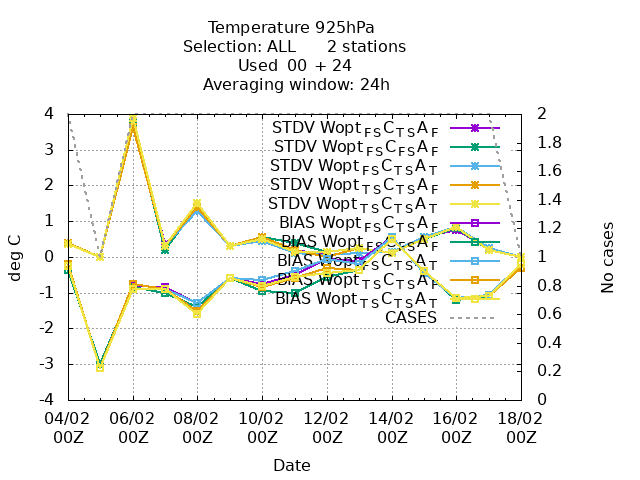 Temperature 925hPa
Selection: ALL 2 stations
Used 00 + 24
Averaging window: 24h
4
3
2
1
0
-1
-2
-3
-4
deg C
STDV Wopt_FS C_TS A_F
STDV Wopt_FS C_FS A_F
STDV Wopt_FS C_TS A_T
STDV Wopt_TS C_TS A_F
STDV Wopt_TS C_TS A_T
BIAS Wopt_FS C_TS A_F
BIAS Wopt_FS C_FS A_F
BIAS Wopt_FS C_TS A_T
BIAS Wopt_TS C_TS A_F
BIAS Wopt_TS C_TS A_T
CASES
2
1.8
1.6
1.4
1.2
1
0.8
0.6
0.4
0.2
0
No cases
04/02 06/02 08/02 10/02 12/02 14/02 16/02 18/02
00Z 00Z 00Z 00Z 00Z 00Z 00Z 00Z
Date